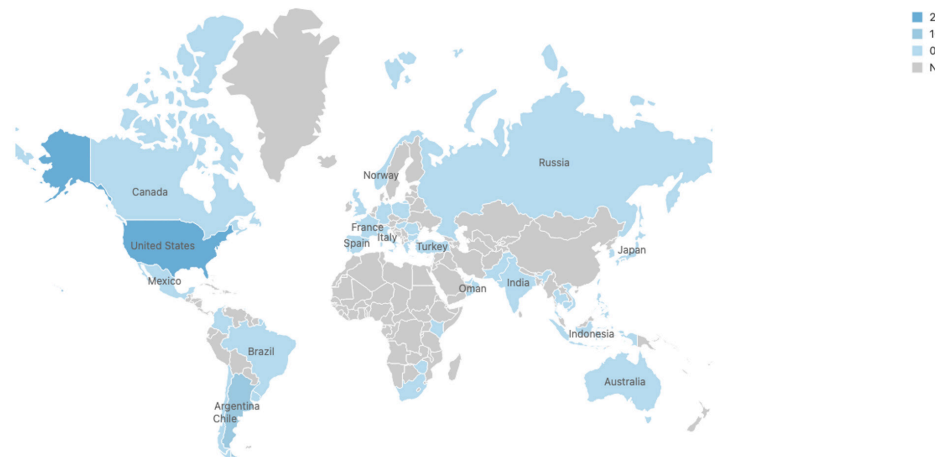 2
1
0
N
Russia
Norway
Canada
France
Italy
Spain
Turkey
United States
Japan
Mexico
India
Oman
Indonesia
Brazil
Australia
Argentina
Chile